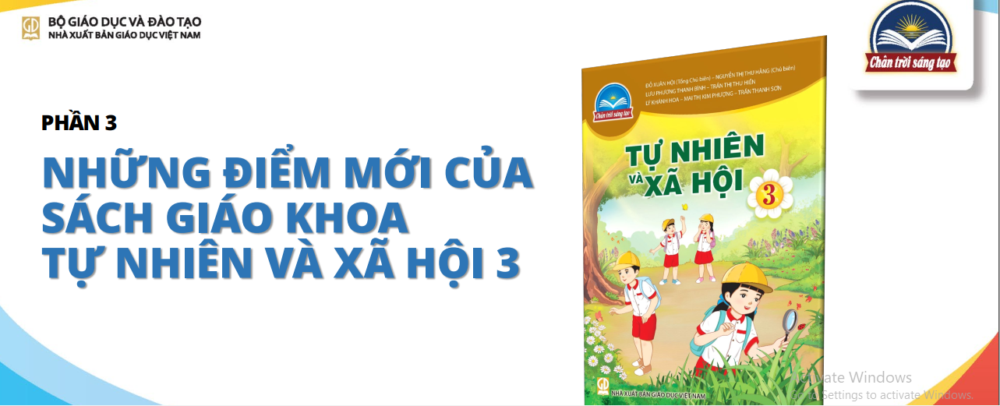 BỘ GIÁO DỤC VÀ ĐÀO TẠO
NHÀ XUẤT BẢN GIÁO DỤC VIỆT NAM
Chân trời sáng tạo
PHẦN 3
NHỮNG ĐIỂM MỚI CỦA
SÁCH GIÁO KHOA
TỰ NHIÊN VÀ XÃ HỘI 3
ĐỖ XUÂN HỘI (Tổng Chủ biên) – NGUYỄN THỊ THU HẰNG (Chủ biên)
LƯU PHƯƠNG THANH BÌNH – TRẦN THỊ THU HIỀN
LÝ KHÁNH HOA – MAI THỊ KIM PHƯỢNG – TRẦN THANH SƠN
Chân trời sáng tạo
TỰ NHIÊN
VÀ XÃ HỘI
3
NHÀ XUẤT BẢN GIÁO DỤC VIỆT NAM
Activate Windows
Go to Settings to activate Windows.